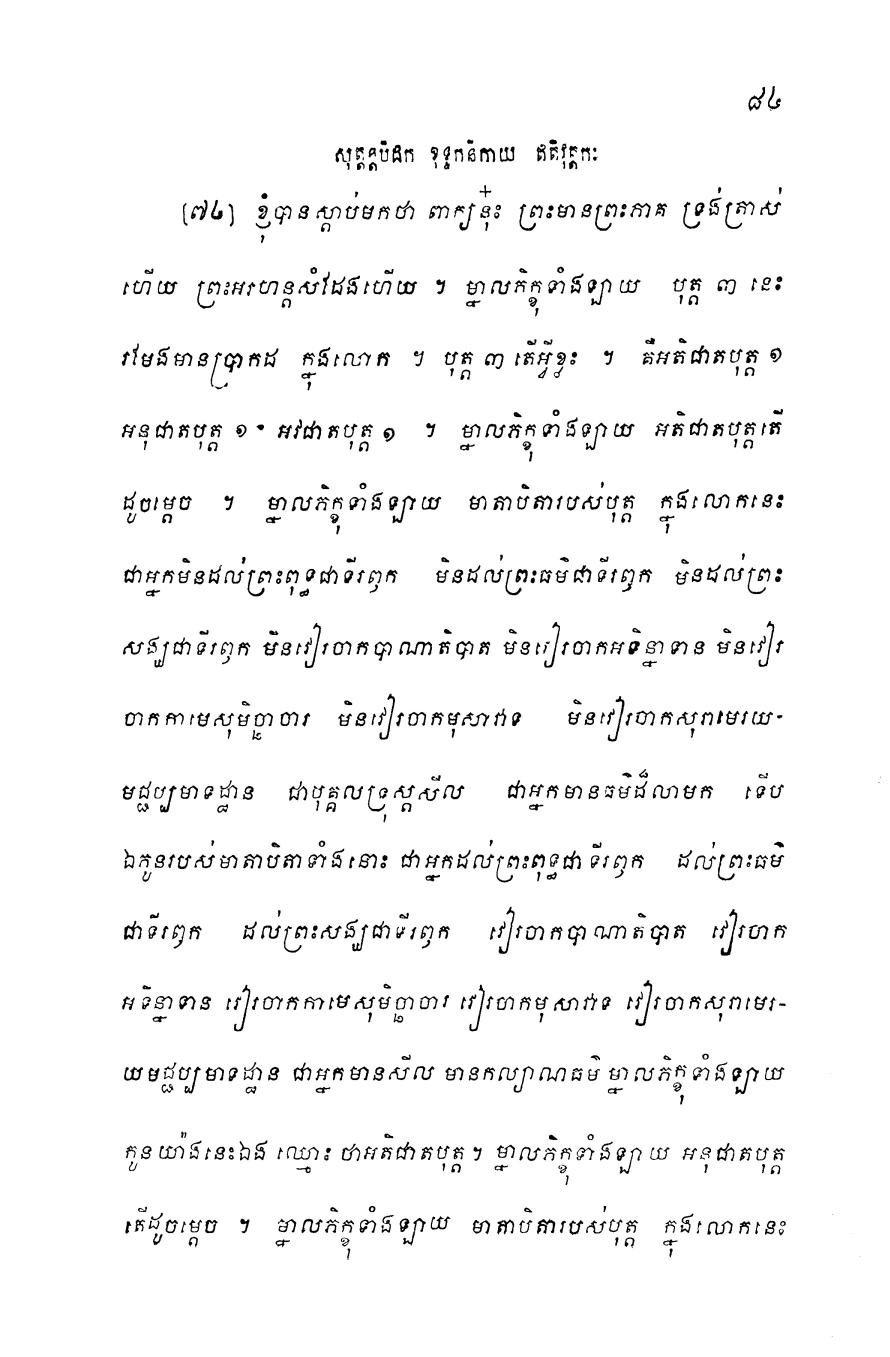 ៨៤
សុត្តន្តបិដក ខុទ្ទកនិកាយ ឥតិវុត្តកៈ
[៧៤] ខ្ញុំបានស្តាប់មកថា ពាក្យនុ៎ះ ព្រះមានព្រះភាគ ទ្រង់ត្រាស់
ហើយ ព្រះអរហន្តសំដែងហើយ ។ ម្នាលភិក្ខុទាំងឡាយ បុត្ត ៣ នេះ
រមែងមានប្រាកដ ក្នុងលោក ។ បុត្ត ៣ តើអ្វីខ្លះ ។ គឺអតិជាតបុត្ត ១
អនុជាតបុត្ត ១ អវជាតបុត្ត ១ ។ ម្នាលភិក្ខុទាំងឡាយ អតិជាតបុត្តតើ
ដូចម្តេច ។ ម្នាលភិក្ខុទាំងឡាយ មាតាបិតារបស់បុត្ត ក្នុងលោកនេះ
ជាអ្នកមិនដល់ព្រះពុទ្ធជាទីរឭក មិនដល់ព្រះធម៌ជាទីរឭក មិនដល់ព្រះ
សង្ឃជាទីរឭក មិនវៀរចាកបាណាតិបាត មិនវៀរចាកអទិន្នាទាន មិនវៀរ
ចាកកាមេសុមិច្ឆាចារ មិនវៀរចាកមុសាវាទ មិនវៀរចាកសុរាមេរយ-
មជ្ជប្បមាទដ្ឋាន ជាបុគ្គលទ្រុស្តសីល ជាអ្នកមានធម៌ដ៏លាមក ទើប
ឯកូនរបស់មាតាបិតាទាំងនោះ ជាអ្នកដល់ព្រះពុទ្ធជាទីរឭក ដល់ព្រះធម៌
ជាទីរឭក ដល់ព្រះសង្ឃជាទីរឭក វៀរចាកបាណាតិបាត វៀរចាក
អទិន្នាទាន វៀរចាកកាមេសុមិច្ឆាចារ វៀរចាកមុសាវាទ វៀរចាកសុរាមេរ-
យមជ្ជប្បមាទដ្ឋាន ជាអ្នកមានសីល មានកល្យាណធម៌ ម្នាលភិក្ខុទាំងឡាយ
កូនយ៉ាងនេះឯង ឈ្មោះ ថាអតិជាតបុត្ត ។ ម្នាលភិក្ខុទាំងឡាយ អនុជាតបុត្ត
តើដូចម្តេច ។ ម្នាលភិក្ខុទាំងឡាយ មាតាបិតារបស់បុត្ត ក្នុងលោកនេះ